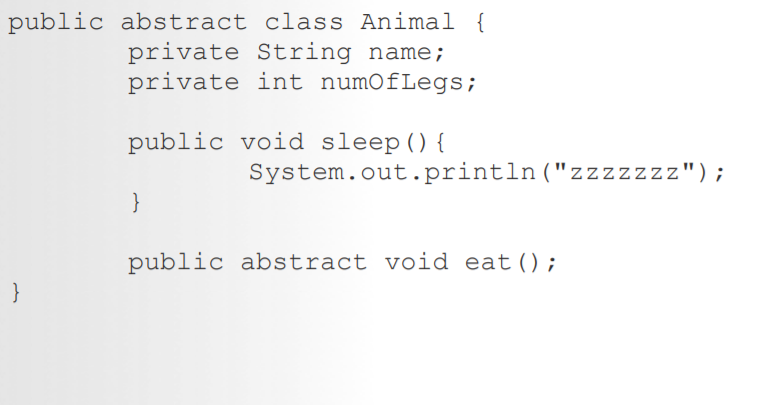 public abstract class Animal {
private String name;
private int numOfLegs;
public void sleep(){
System.out.println("zzzzzzz");
}
public abstract void eat();
}